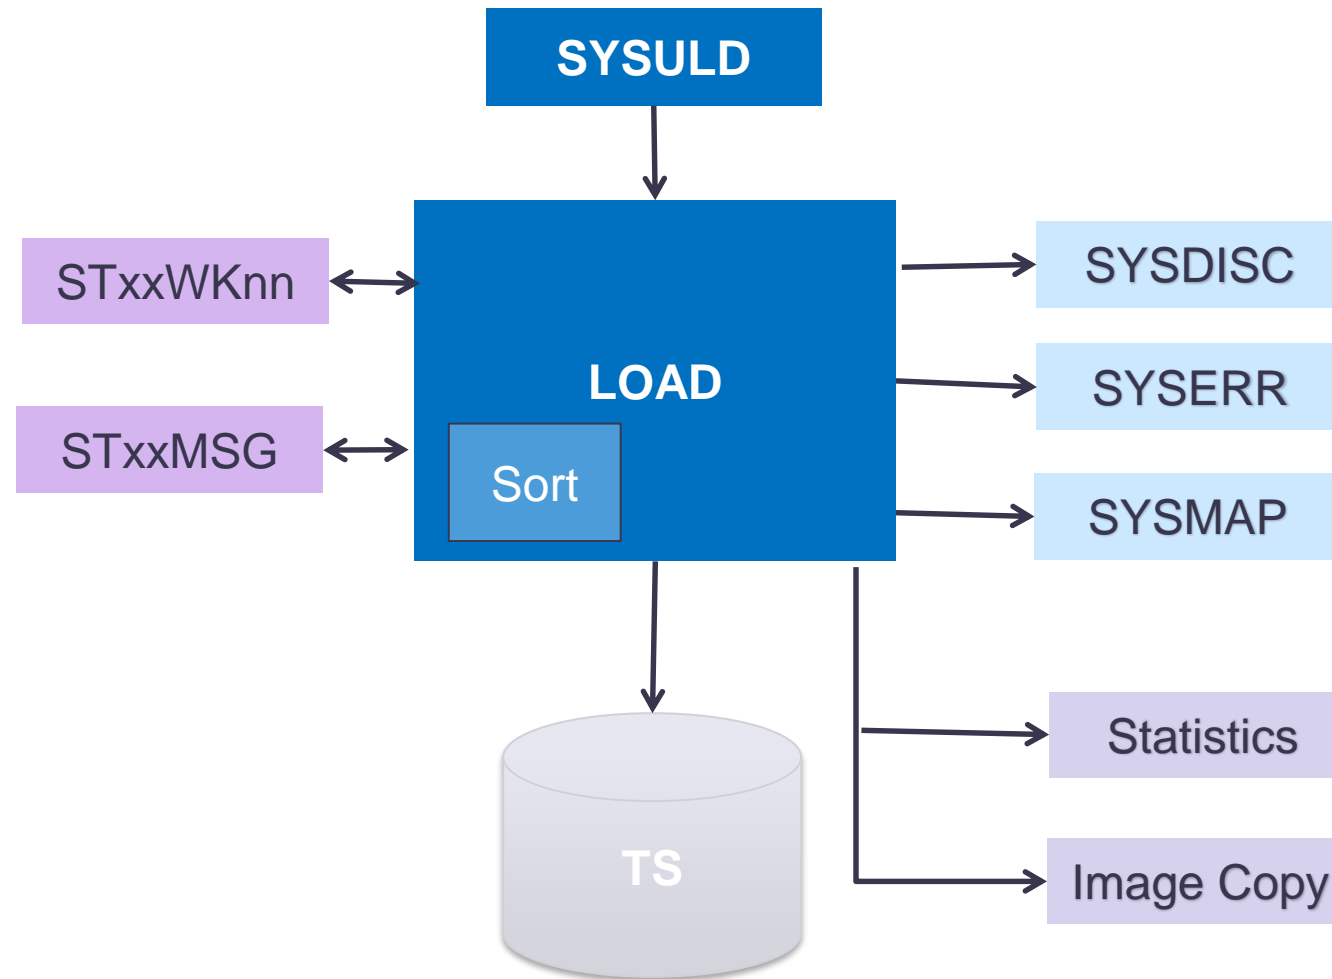 SYSULD
STxxWKnn
SYSDISC
LOAD
SYSERR
STxxMSG
Sort
SYSMAP
Statistics
TS
Image Copy